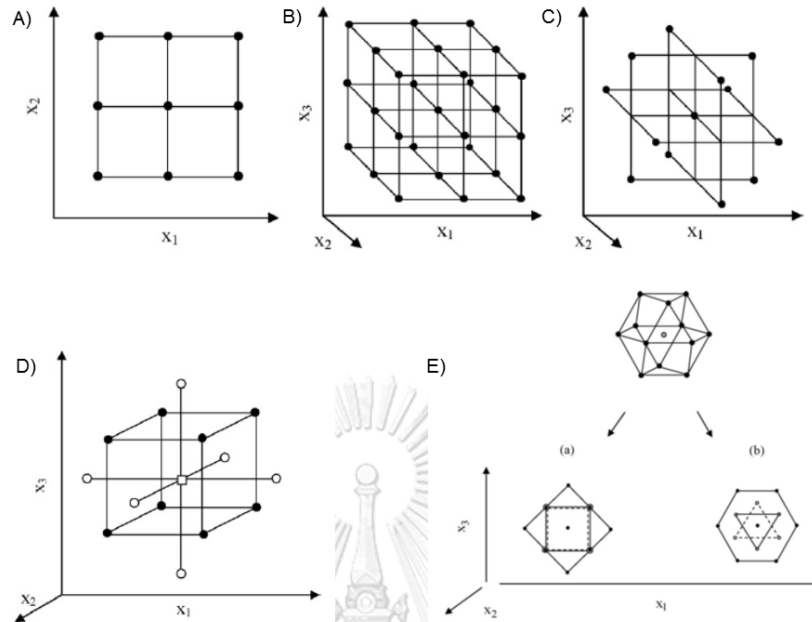 A)
x₂
x₁
B)
x₃
x₂
x₁
C)
x₃
x₂
x₁
D)
x₃
x₂
x₁
E)
(a)
(b)
x₃
x₂
x₁